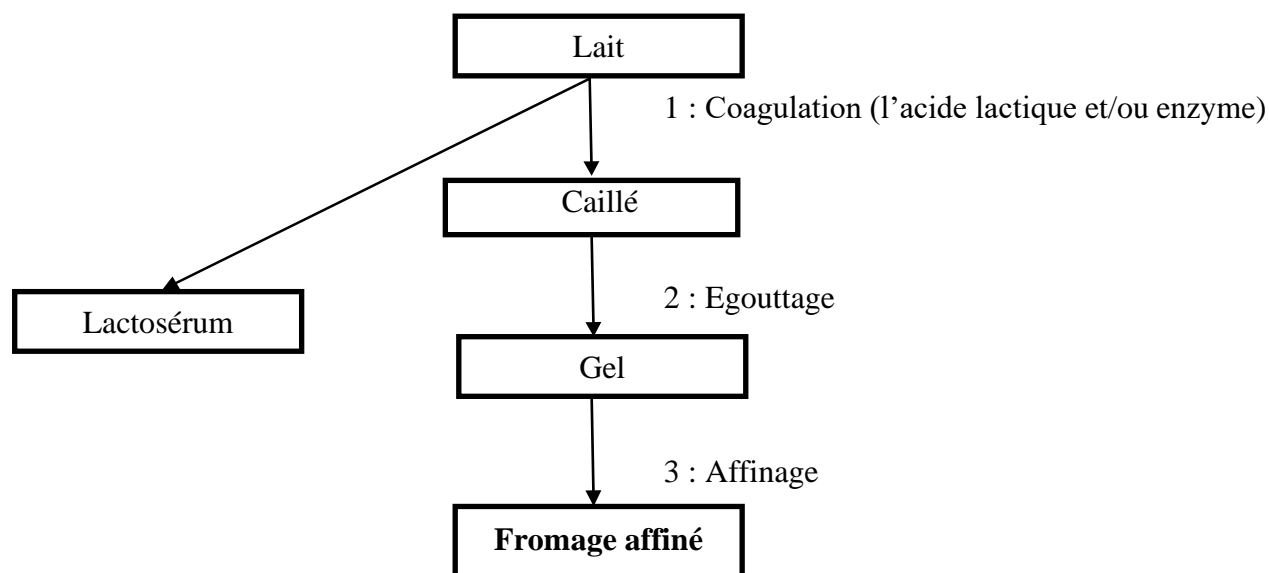 Lait
1 : Coagulation (l’acide lactique et/ou enzyme)
Caillé
Lactosérum
2 : Egouttage
Gel
3 : Affinage
Fromage affiné